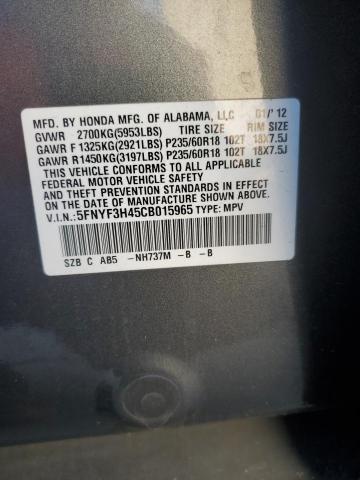 MFD. BY HONDA MFG. OF ALABAMA, LLC 01/'12
GVWR 2700KG(5953LBS) TIRE SIZE RIM SIZE
GAWR F 1325KG(2921LBS) P235/60R18 102T 18X7.5J
GAWR R1450KG(3197LBS) P235/60R18 102T 18X7.5J
THIS VEHICLE CONFORMS TO ALL APPLICABLE
FEDERAL MOTOR VEHICLE SAFETY AND
THEFT PREVENTION STANDARDS IN EFFECT ON
THE DATE OF MANUFACTURE SHOWN ABOVE.
V.I.N.: 5FNYF3H45CB015965 TYPE: MPV
SZB C AB5 -NH737M -B -B